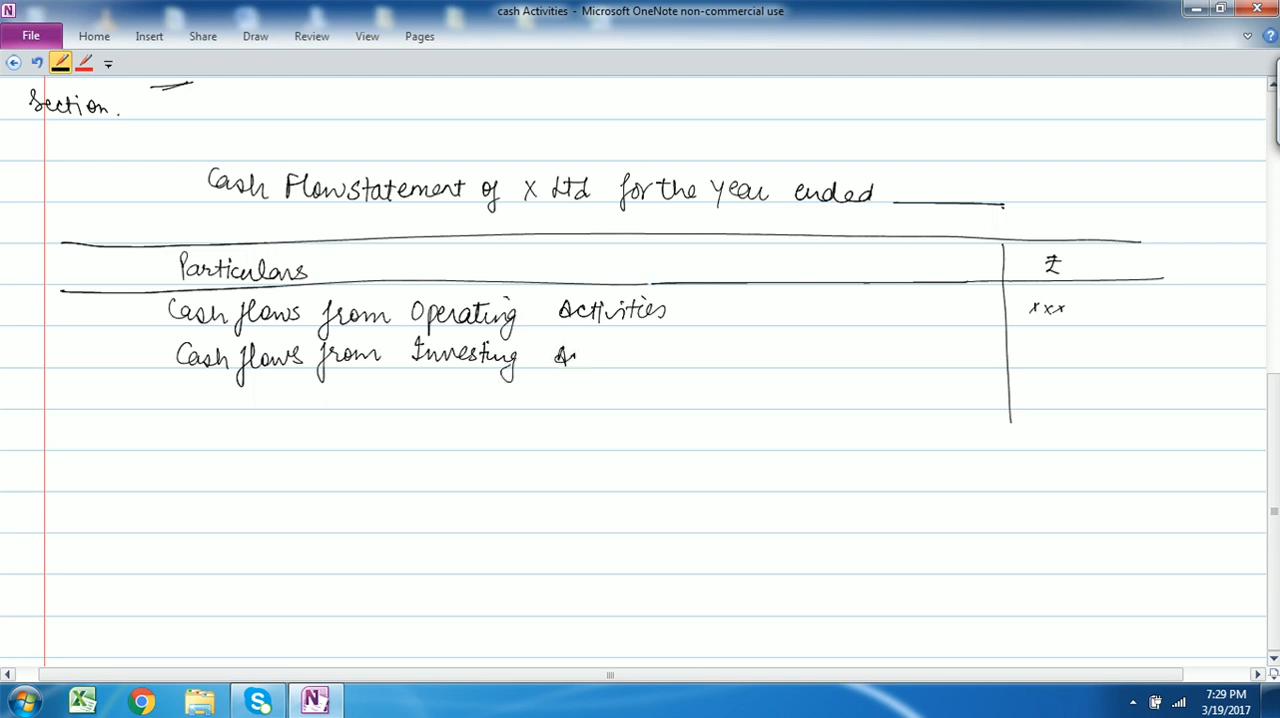 cash Activities - Microsoft OneNote non-commercial use
File Home Insert Share Draw Review View Pages
Section.
Cash Flowstatement of X Ltd for the year ended
Particulars ₹
Cash flows from Operating Activities xxx
Cash flows from Investing A
7:29 PM
3/19/2017